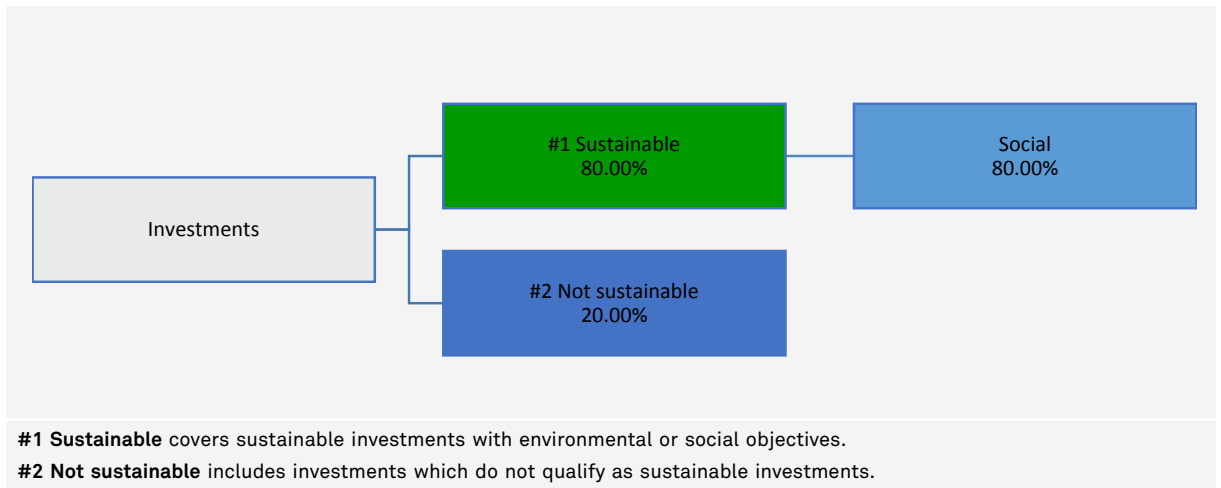 Investments
#1 Sustainable
80.00%
Social
80.00%
#2 Not sustainable
20.00%
#1 Sustainable covers sustainable investments with environmental or social objectives.
#2 Not sustainable includes investments which do not qualify as sustainable investments.